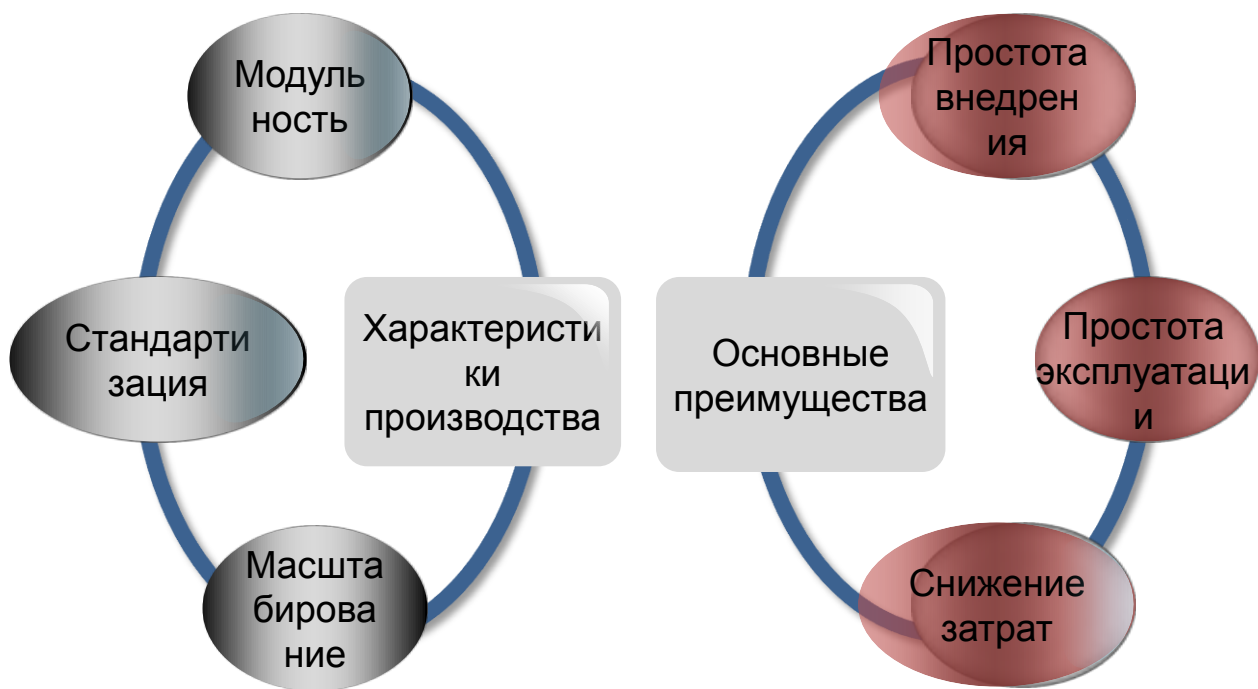 Модуль
ность
Стандарти
зация
Масшта
бирова
ние
Характеристи
ки
производства
Основные
преимущества
Простота
внедрен
ия
Простота
эксплуатаци
и
Снижение
затрат